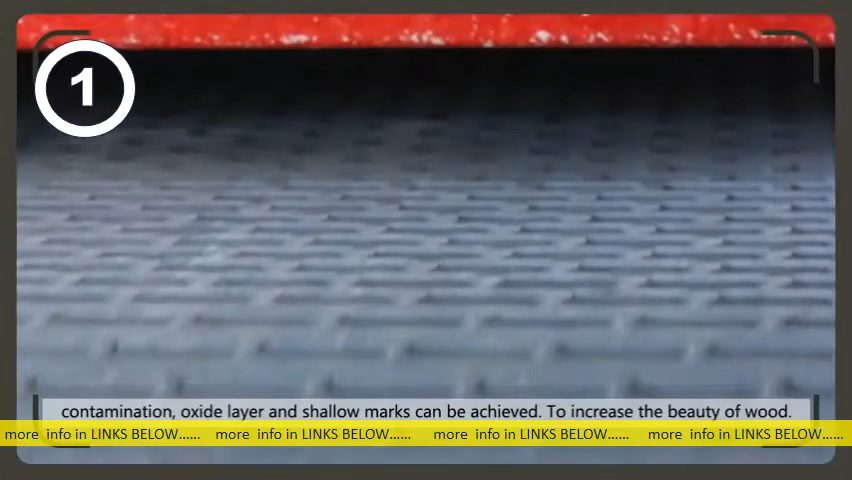 1
contamination, oxide layer and shallow marks can be achieved. To increase the beauty of wood.
more info in LINKS BELOW...... more info in LINKS BELOW...... more info in LINKS BELOW...... more info in LINKS BELOW......